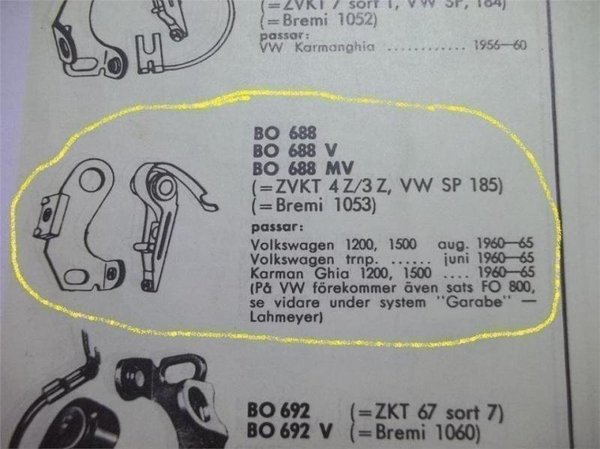 (=ZVKT 7 sort 1, VW SP, 184)
(=Bremi 1052)
passar:
VW Karmanghia ............ 1956—60
BO 688
BO 688 V
BO 688 MV
(=ZVKT 4 Z/3 Z, VW SP 185)
(=Bremi 1053)
passar:
Volkswagen 1200, 1500 aug. 1960—65
Volkswagen trnp. ...... juni 1960—65
Karman Ghia 1200, 1500 .... 1960—65
(På VW förekommer även sats FO 800,
se vidare under system "Garabe" —
Lahmeyer)
BO 692 (=ZKT 67 sort 7)
BO 692 V (=Bremi 1060)